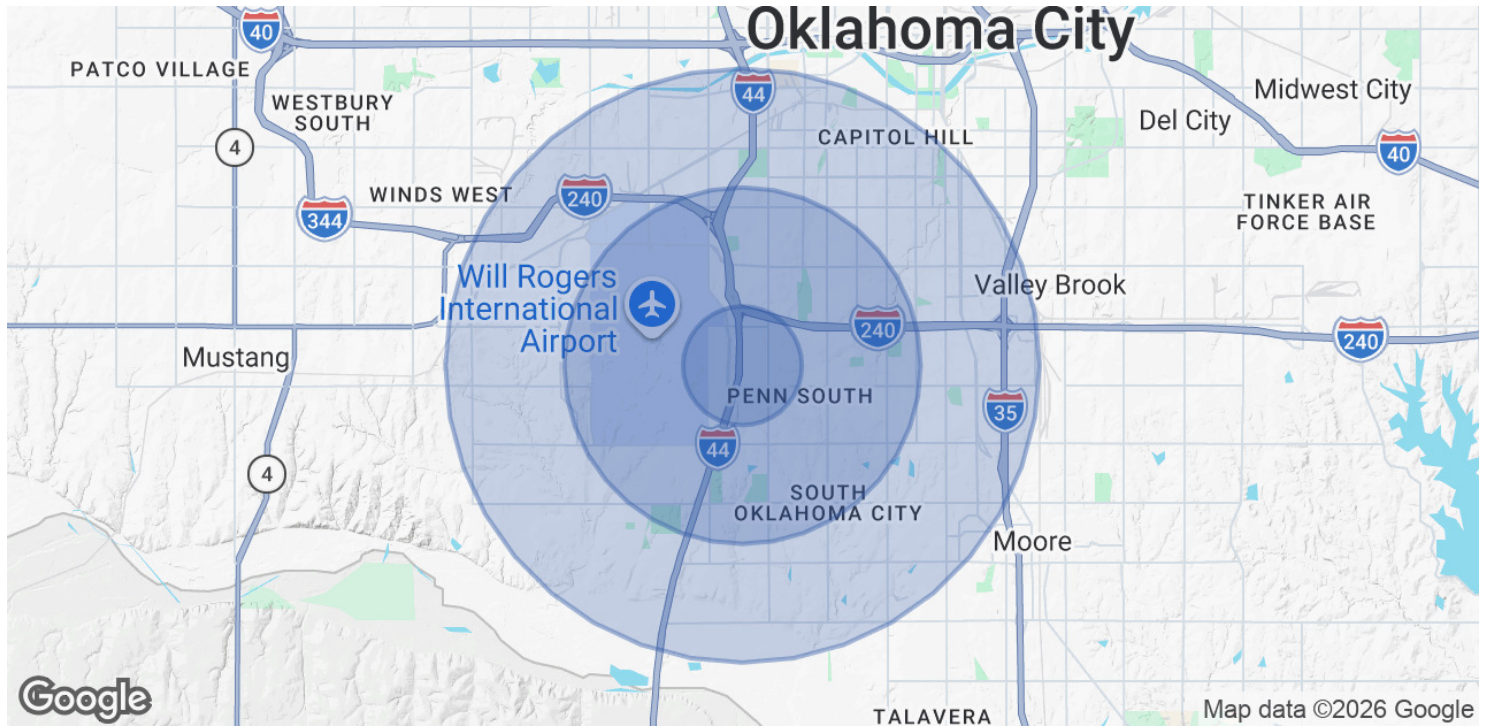 Oklahoma City
40
PATCO VILLAGE
44
Midwest City
WESTBURY
SOUTH
Del City
CAPITOL HILL
4
40
WINDS WEST
240
TINKER AIR
FORCE BASE
344
Will Rogers
International
Airport
Valley Brook
240
240
Mustang
PENN SOUTH
35
44
4
SOUTH
OKLAHOMA CITY
Moore
Google
TALAVERA
Map data ©2026 Google